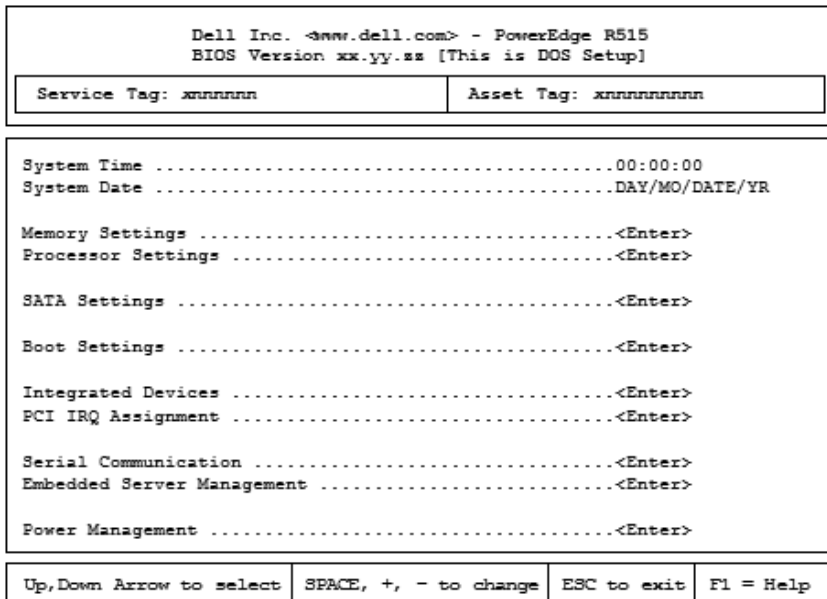 Dell Inc. <www.dell.com> - PowerEdge R515
BIOS Version xx.yy.zz [This is DOS Setup]
Service Tag: xnnnnnn
Asset Tag: xnnnnnnnnn
System Time ..........................................00:00:00
System Date ..........................................DAY/MO/DATE/YR
Memory Settings ......................................<Enter>
Processor Settings ...................................<Enter>
SATA Settings ........................................<Enter>
Boot Settings ........................................<Enter>
Integrated Devices ...................................<Enter>
PCI IRQ Assignment ...................................<Enter>
Serial Communication .................................<Enter>
Embedded Server Management ...........................<Enter>
Power Management .....................................<Enter>
Up,Down Arrow to select
SPACE, +, - to change
ESC to exit
F1 = Help